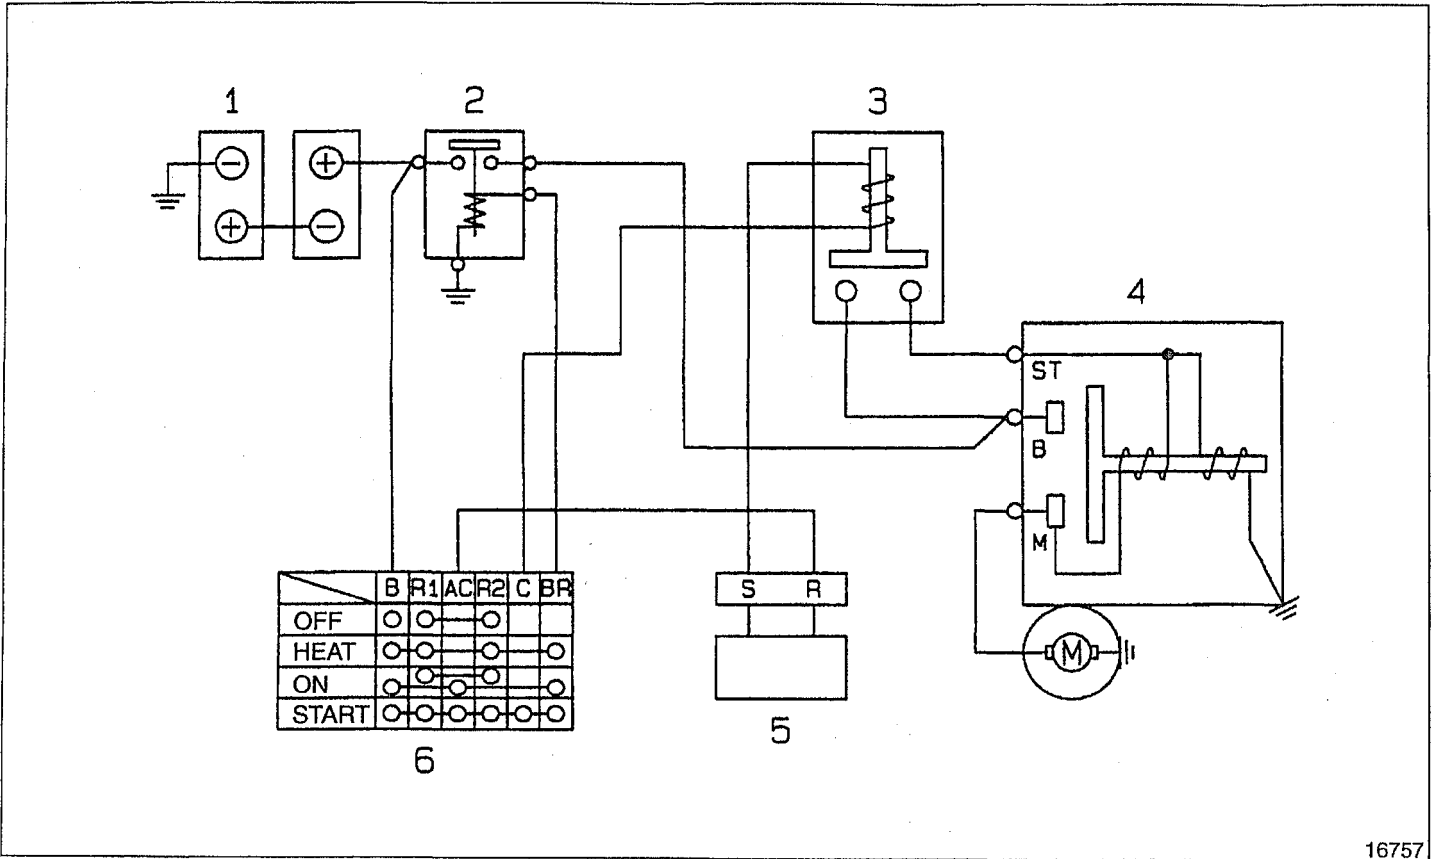 1
2
3
4
− +
+ −
ST
B
M
M
B R1 AC R2 C BR
OFF
HEAT
ON
START
S R
5
6
16757